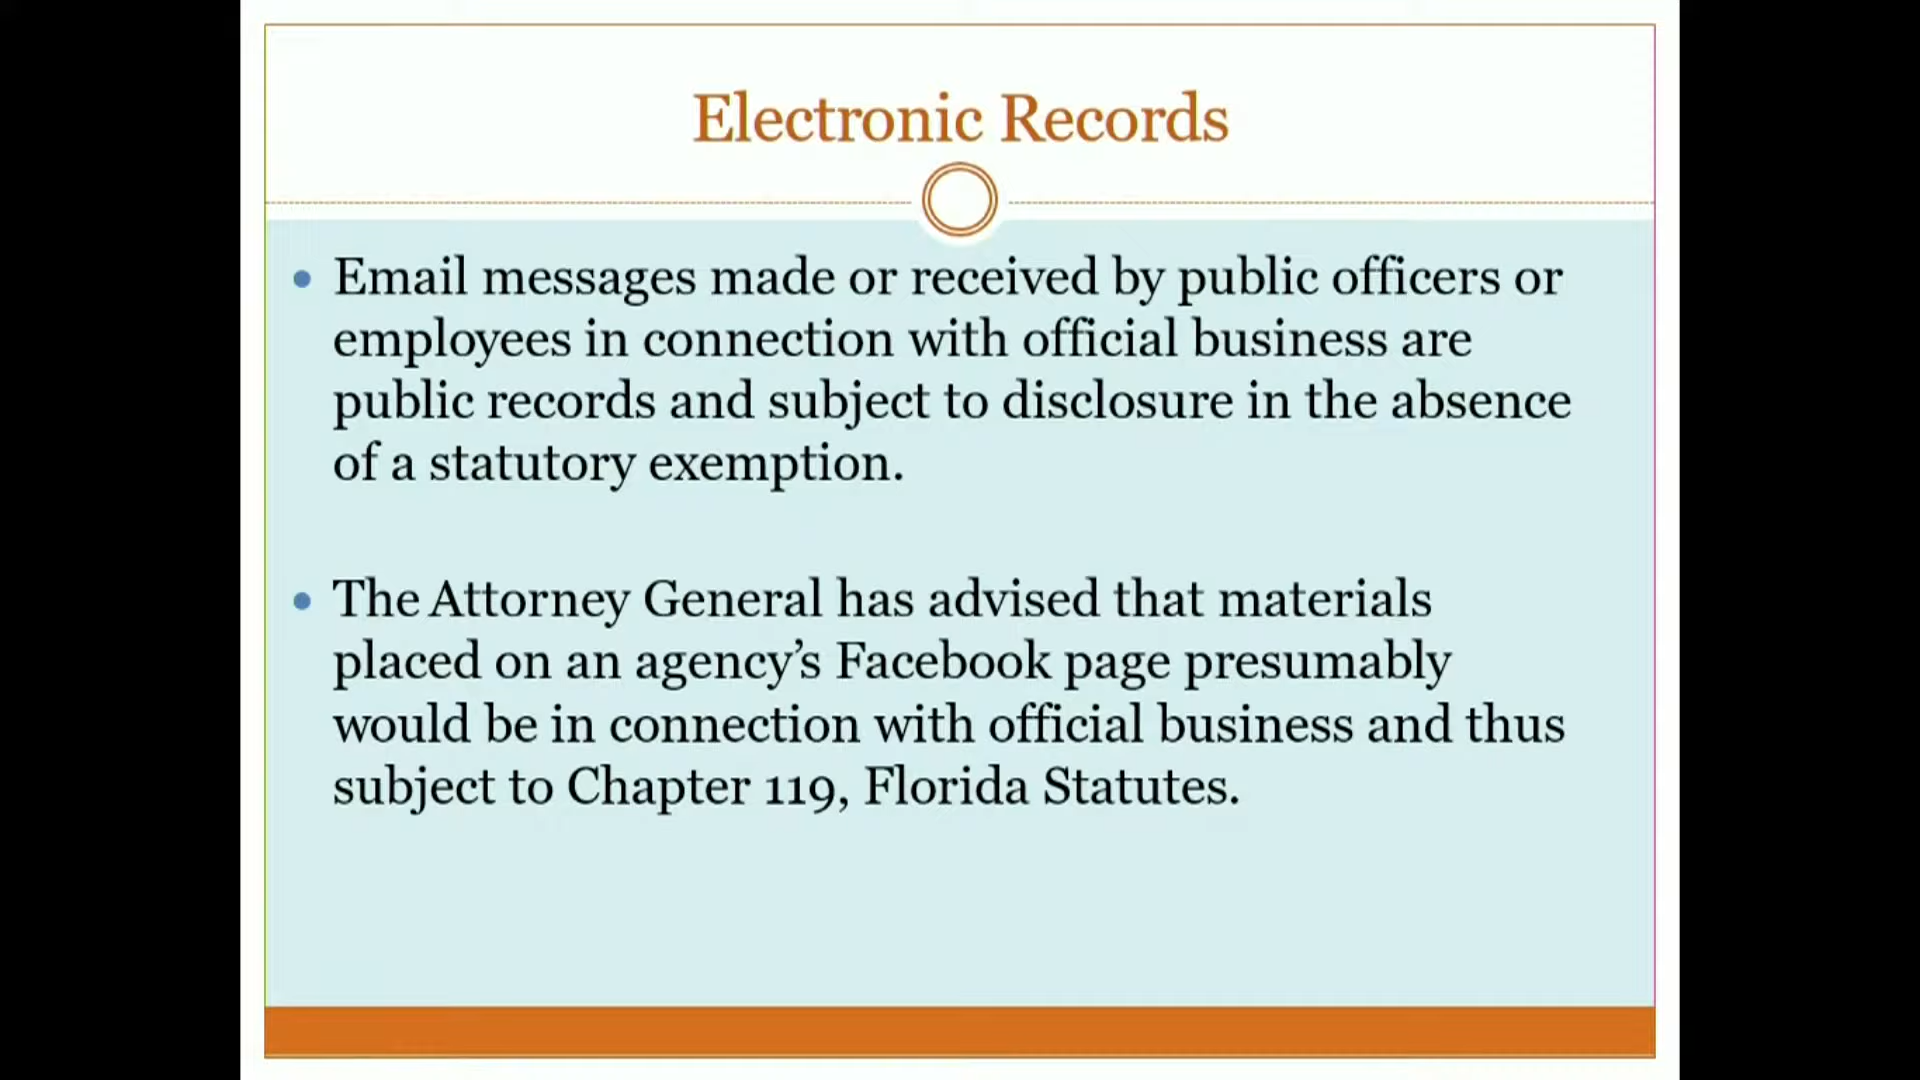 Electronic Records
• Email messages made or received by public officers or
employees in connection with official business are
public records and subject to disclosure in the absence
of a statutory exemption.
• The Attorney General has advised that materials
placed on an agency’s Facebook page presumably
would be in connection with official business and thus
subject to Chapter 119, Florida Statutes.